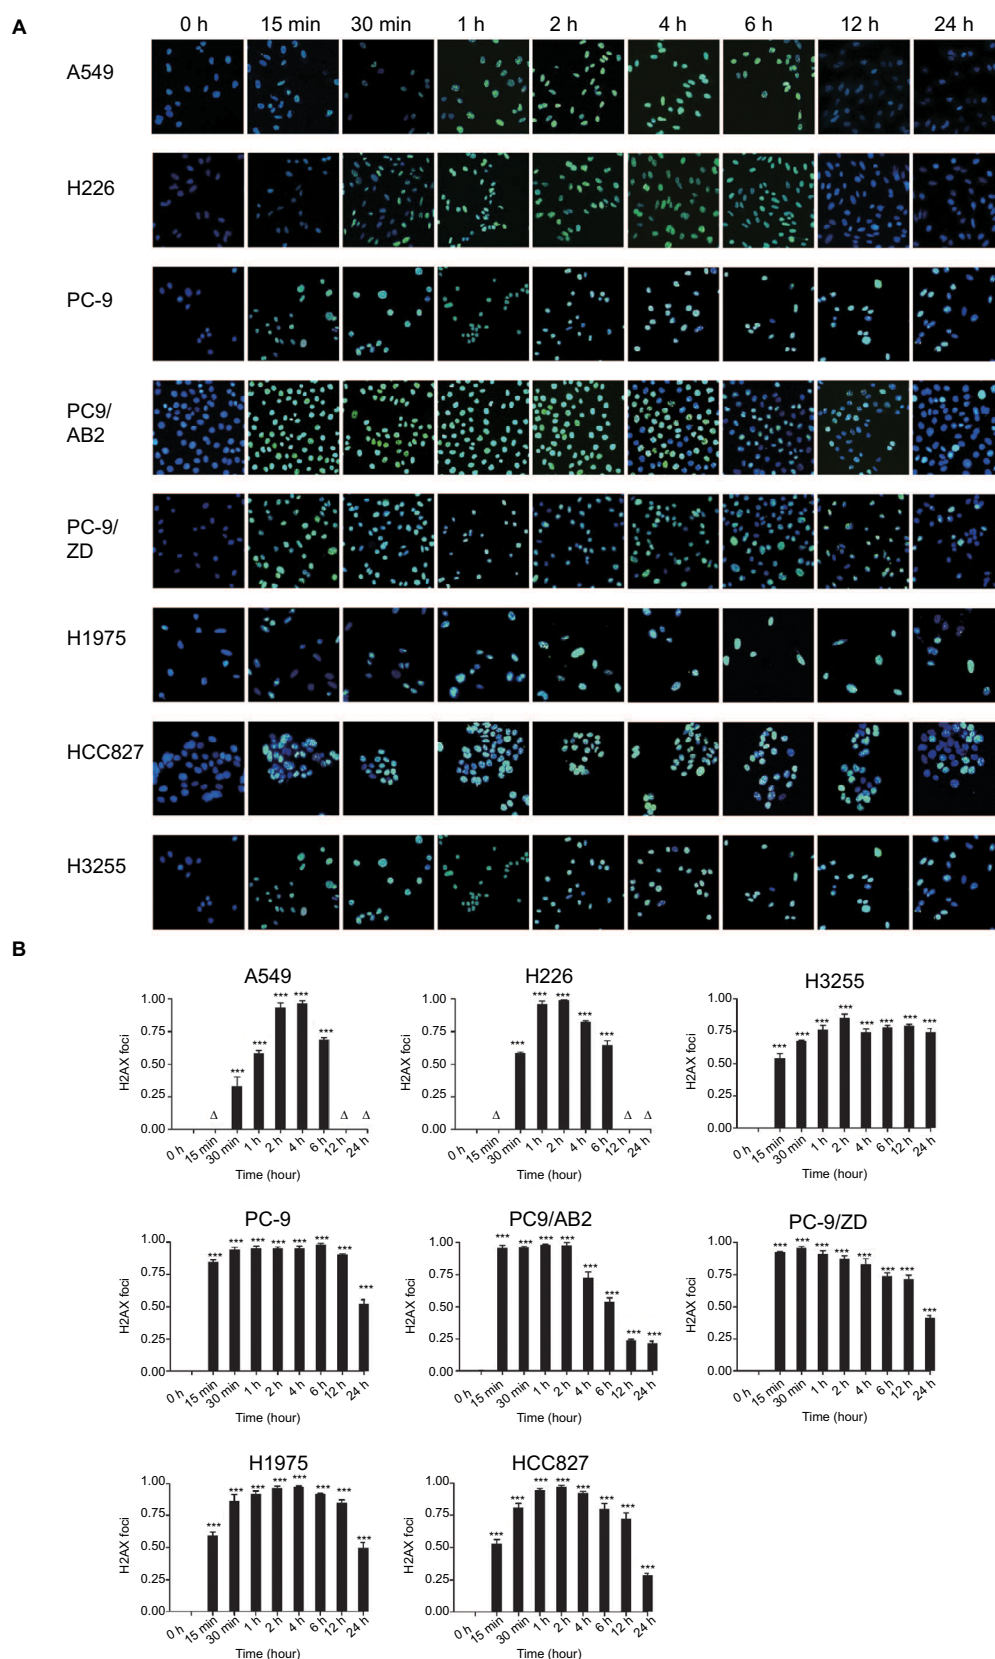 A
0 h 15 min 30 min 1 h 2 h 4 h 6 h 12 h 24 h
A549
H226
PC-9
PC9/
AB2
PC-9/
ZD
H1975
HCC827
H3255
B
A549
H2AX foci
1.00
0.75
0.50
0.25
0.00
Δ *** *** *** *** *** Δ Δ
0 h 15 min 30 min 1 h 2 h 4 h 6 h 12 h 24 h
Time (hour)
H226
H2AX foci
1.00
0.75
0.50
0.25
0.00
Δ *** *** *** *** *** Δ Δ
0 h 15 min 30 min 1 h 2 h 4 h 6 h 12 h 24 h
Time (hour)
H3255
H2AX foci
1.00
0.75
0.50
0.25
0.00
*** *** *** *** *** *** *** ***
0 h 15 min 30 min 1 h 2 h 4 h 6 h 12 h 24 h
Time (hour)
PC-9
H2AX foci
1.00
0.75
0.50
0.25
0.00
*** *** *** *** *** *** *** ***
0 h 15 min 30 min 1 h 2 h 4 h 6 h 12 h 24 h
Time (hour)
PC9/AB2
H2AX foci
1.00
0.75
0.50
0.25
0.00
*** *** *** *** *** *** *** ***
0 h 15 min 30 min 1 h 2 h 4 h 6 h 12 h 24 h
Time (hour)
PC-9/ZD
H2AX foci
1.00
0.75
0.50
0.25
0.00
*** *** *** *** *** *** *** ***
0 h 15 min 30 min 1 h 2 h 4 h 6 h 12 h 24 h
Time (hour)
H1975
H2AX foci
1.00
0.75
0.50
0.25
0.00
*** *** *** *** *** *** *** ***
0 h 15 min 30 min 1 h 2 h 4 h 6 h 12 h 24 h
Time (hour)
HCC827
H2AX foci
1.00
0.75
0.50
0.25
0.00
*** *** *** *** *** *** *** ***
0 h 15 min 30 min 1 h 2 h 4 h 6 h 12 h 24 h
Time (hour)